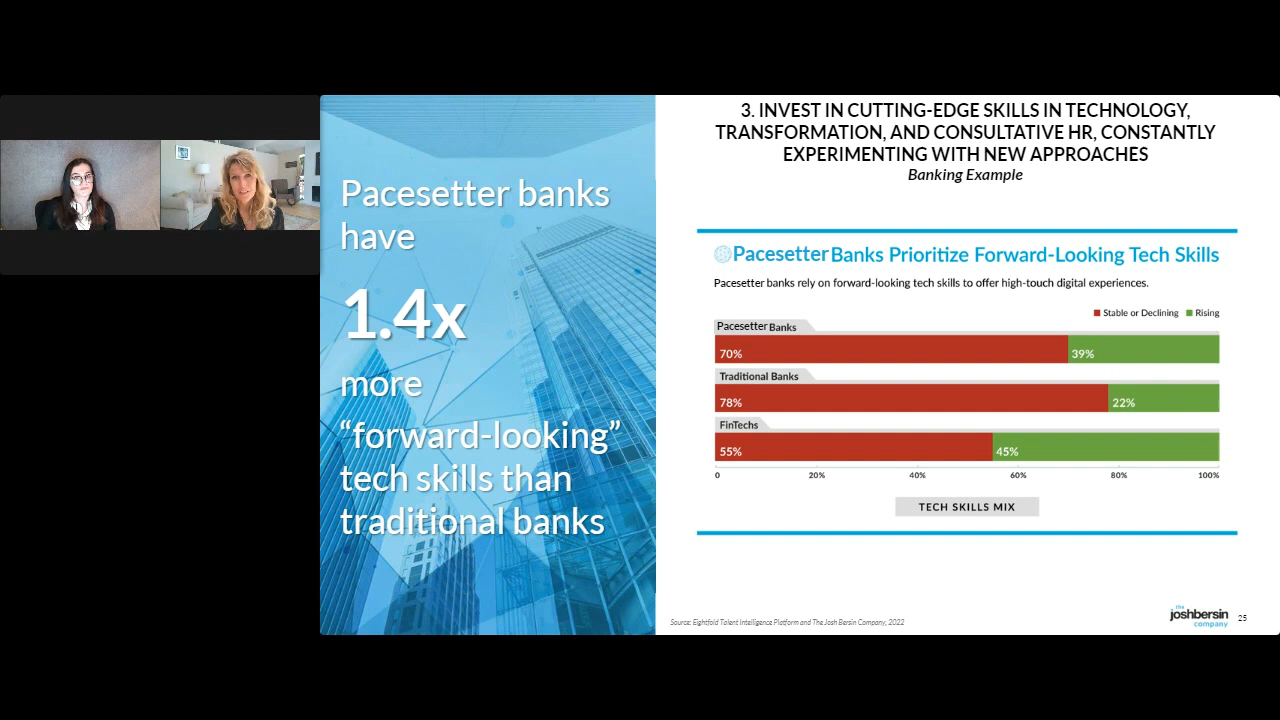 Pacesetter banks
have
1.4x
more
“forward-looking”
tech skills than
traditional banks
3. INVEST IN CUTTING-EDGE SKILLS IN TECHNOLOGY,
TRANSFORMATION, AND CONSULTATIVE HR, CONSTANTLY
EXPERIMENTING WITH NEW APPROACHES
Banking Example
Pacesetter Banks Prioritize Forward-Looking Tech Skills
Pacesetter banks rely on forward-looking tech skills to offer high-touch digital experiences.
Stable or Declining Rising
Pacesetter Banks
70% 39%
Traditional Banks
78% 22%
FinTechs
55% 45%
0 20% 40% 60% 80% 100%
TECH SKILLS MIX
Source: Eightfold Talent Intelligence Platform and The Josh Bersin Company, 2022
the
joshbersin
company
25